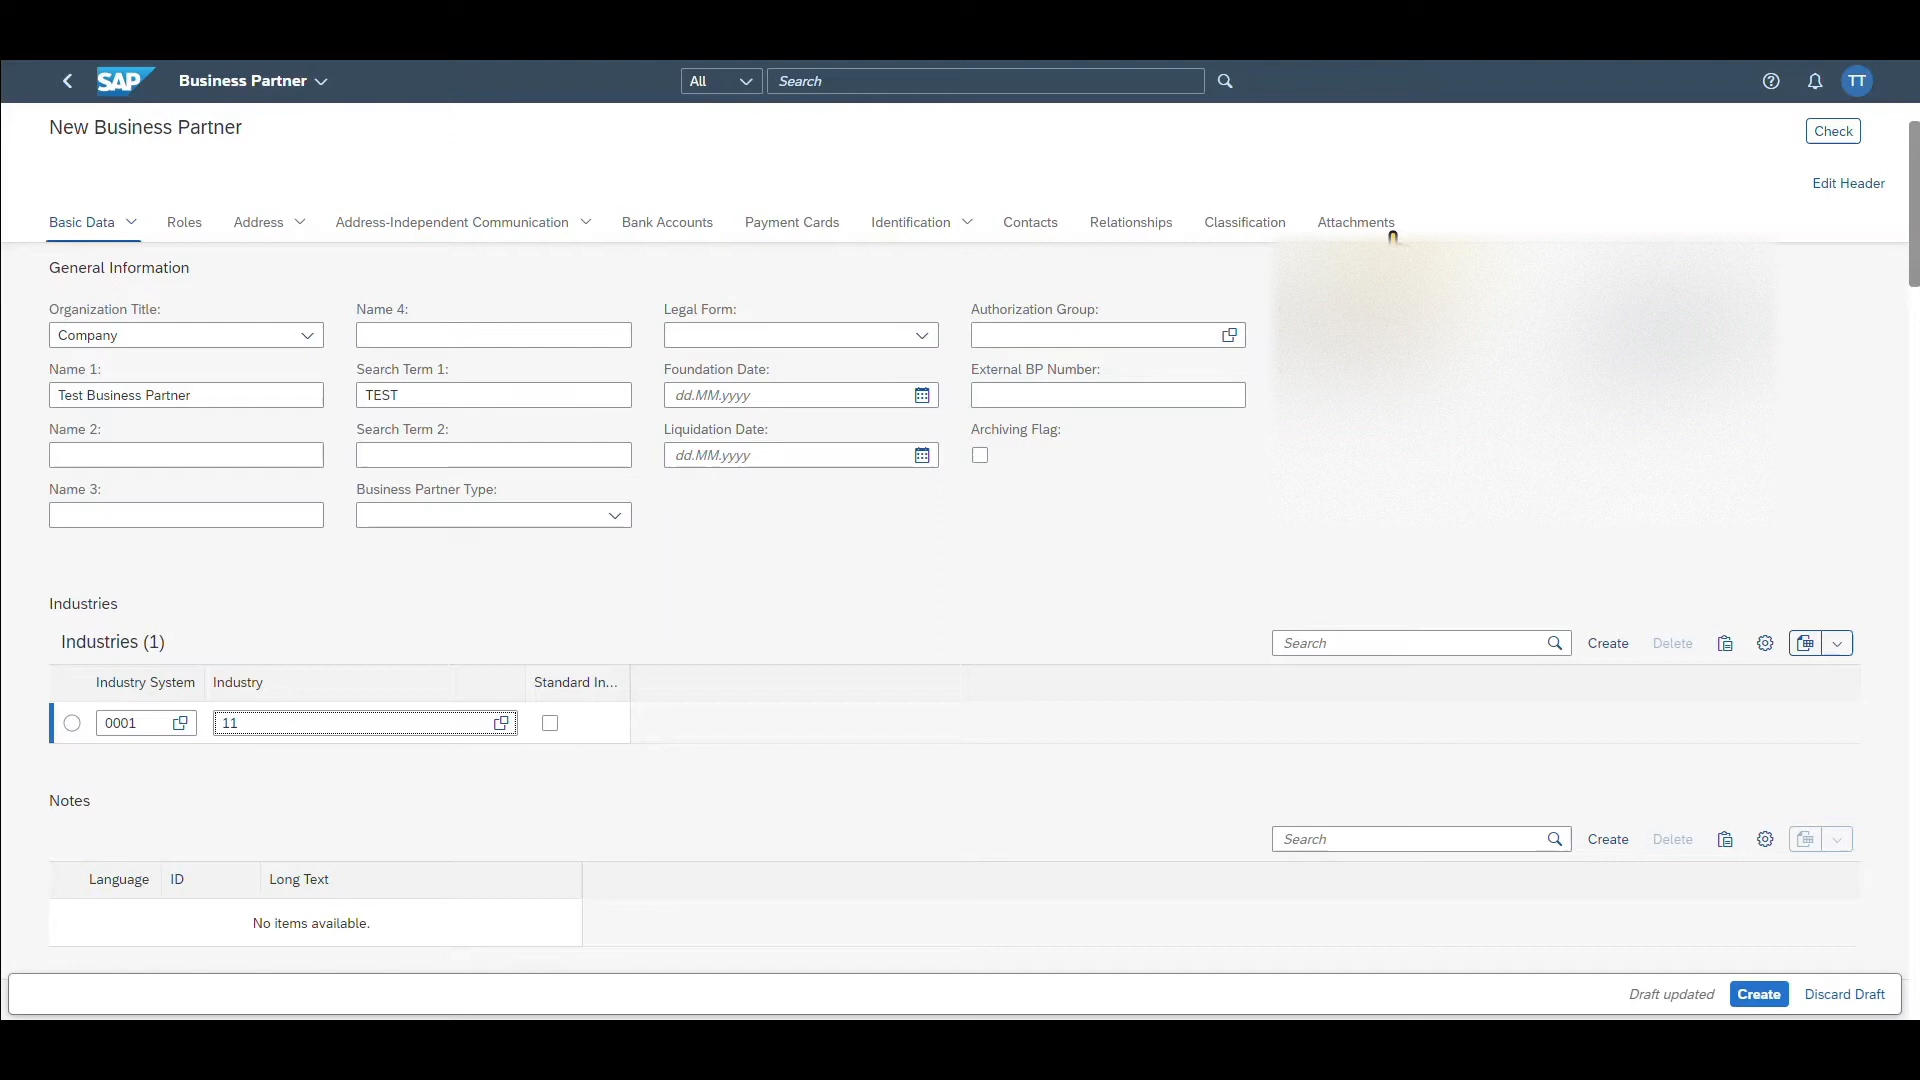 SAP Business Partner All Search TT
New Business Partner Check
Edit Header
Basic Data Roles Address Address-Independent Communication Bank Accounts Payment Cards Identification Contacts Relationships Classification Attachments
General Information
Organization Title: Name 4: Legal Form: Authorization Group:
Company
Name 1: Search Term 1: Foundation Date: External BP Number:
Test Business Partner TEST dd.MM.yyyy
Name 2: Search Term 2: Liquidation Date: Archiving Flag:
dd.MM.yyyy
Name 3: Business Partner Type:
Industries
Industries (1) Search Create Delete
Industry System Industry Standard In...
0001 11
Notes
Search Create Delete
Language ID Long Text
No items available.
Draft updated Create Discard Draft